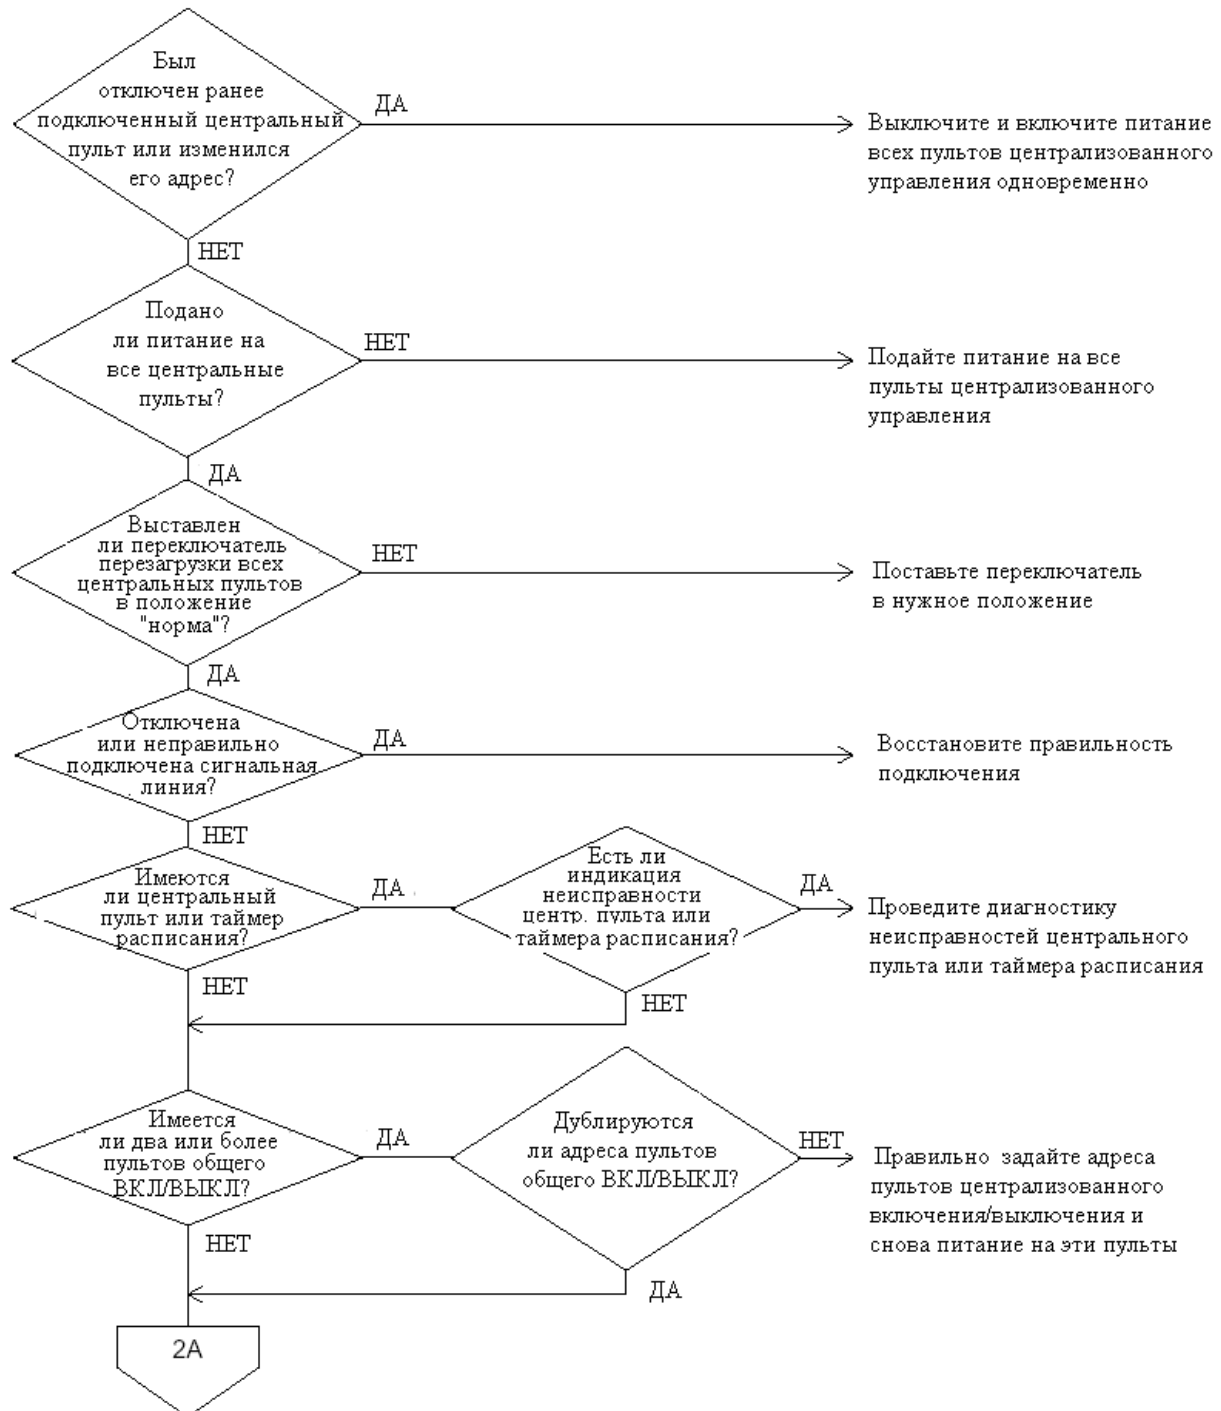 Был
отключен ранее
подключенный центральный
пульт или изменился
его адрес?
ДА
Выключите и включите питание
всех пультов централизованного
управления одновременно
НЕТ
Подано
ли питание на
все центральные
пульты?
НЕТ
Подайте питание на все
пульты централизованного
управления
ДА
Выставлен
ли переключатель
перезагрузки всех
центральных пультов
в положение
"норма"?
НЕТ
Поставьте переключатель
в нужное положение
ДА
Отключена
или неправильно
подключена сигнальная
линия?
ДА
Восстановите правильность
подключения
НЕТ
Имеются
ли центральный
пульт или таймер
расписания?
ДА
Есть ли
индикация
неисправности
центр. пульта или
таймера расписания?
ДА
Проведите диагностику
неисправностей центрального
пульта или таймера расписания
НЕТ
НЕТ
Имеется
ли два или более
пультов общего
ВКЛ/ВЫКЛ?
ДА
Дублируются
ли адреса пультов
общего ВКЛ/ВЫКЛ?
НЕТ
Правильно задайте адреса
пультов централизованного
включения/выключения и
снова питание на эти пульты
НЕТ
ДА
2А